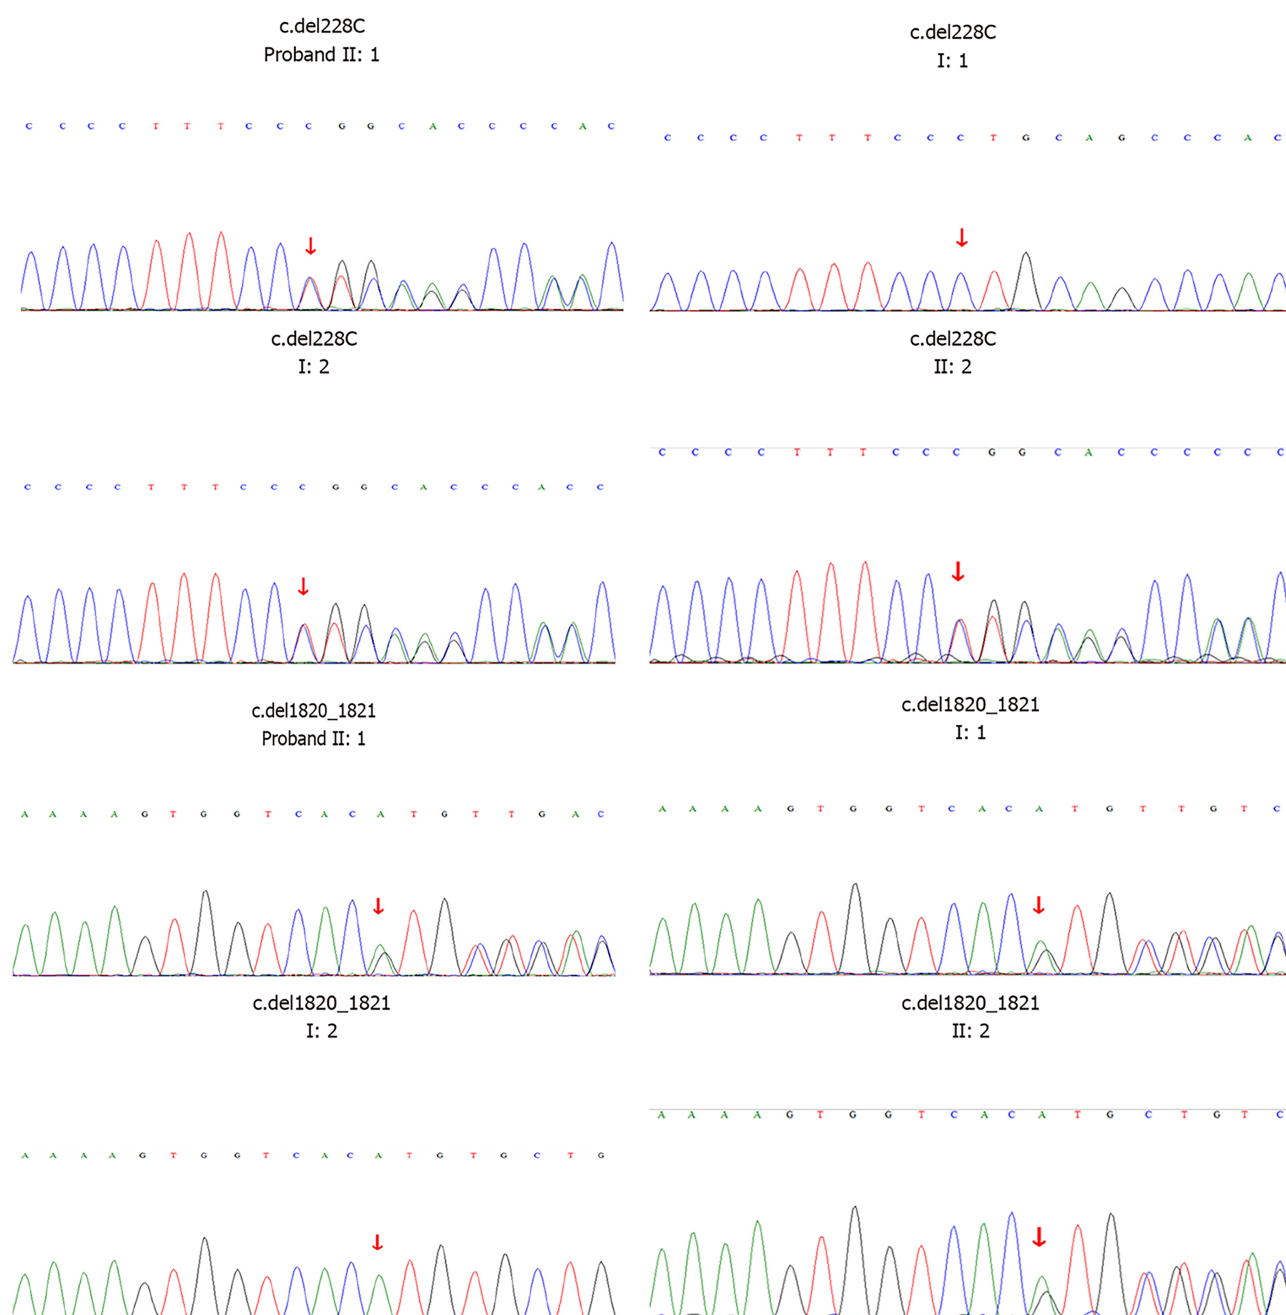 c.del228C
Proband II: 1
C C C C T T T C C C G G C A C C C C A C
c.del228C
I: 1
C C C C T T T C C C T G C A G C C C A C
c.del228C
I: 2
C C C C T T T C C C G G C A C C C A C C
c.del228C
II: 2
C C C C T T T C C C G G C A C C C C C C
c.del1820_1821
Proband II: 1
A A A A G T G G T C A C A T G T T G A C
c.del1820_1821
I: 1
A A A A G T G G T C A C A T G T T G T C
c.del1820_1821
I: 2
A A A A G T G G T C A C A T G T G C T G
c.del1820_1821
II: 2
A A A A G T G G T C A C A T G C T G T C